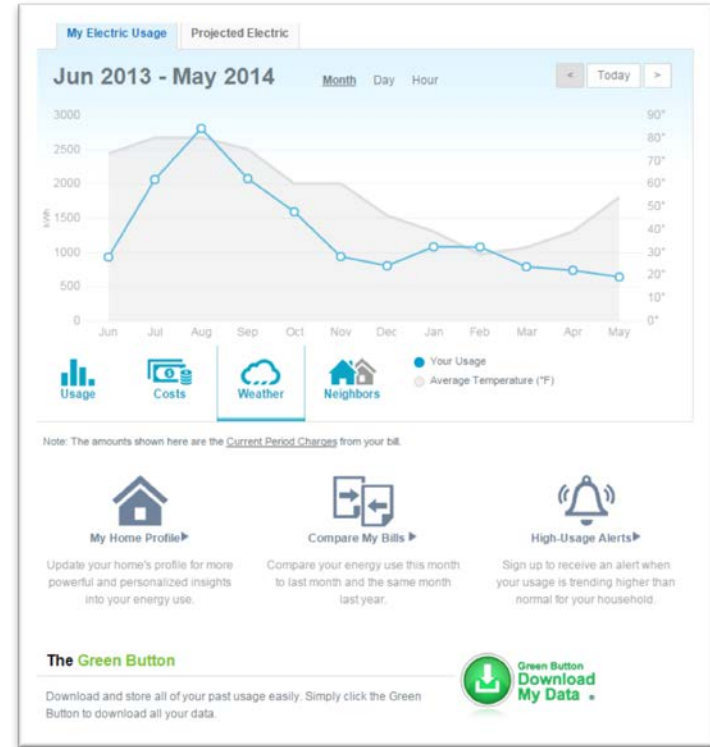 My Electric Usage Projected Electric
Jun 2013 - May 2014 Month Day Hour < Today >
3000 90°
80°
2500
70°
2000 60°
50°
kWh
1500
40°
1000 30°
20°
500
10°
0 0°
Jun Jul Aug Sep Oct Nov Dec Jan Feb Mar Apr May
Your Usage
Average Temperature (°F)
Usage Costs Weather Neighbors
Note: The amounts shown here are the Current Period Charges from your bill.
My Home Profile Compare My Bills High-Usage Alerts
Update your home's profile for more
powerful and personalized insights
into your energy use.
Compare your energy use this month
to last month and the same month
last year.
Sign up to receive an alert when
your usage is trending higher than
normal for your household.
The Green Button
Download and store all of your past usage easily. Simply click the Green
Button to download all your data.
Green Button
Download
My Data